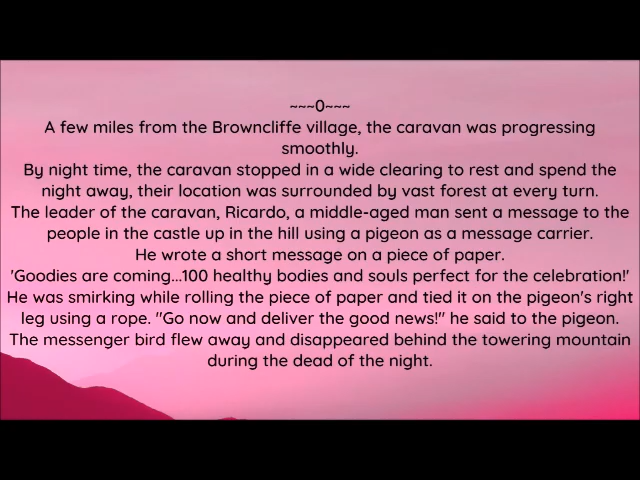 ~~~0~~~
A few miles from the Browncliffe village, the caravan was progressing
smoothly.
By night time, the caravan stopped in a wide clearing to rest and spend the
night away, their location was surrounded by vast forest at every turn.
The leader of the caravan, Ricardo, a middle-aged man sent a message to the
people in the castle up in the hill using a pigeon as a message carrier.
He wrote a short message on a piece of paper.
'Goodies are coming...100 healthy bodies and souls perfect for the celebration!'
He was smirking while rolling the piece of paper and tied it on the pigeon's right
leg using a rope. "Go now and deliver the good news!" he said to the pigeon.
The messenger bird flew away and disappeared behind the towering mountain
during the dead of the night.